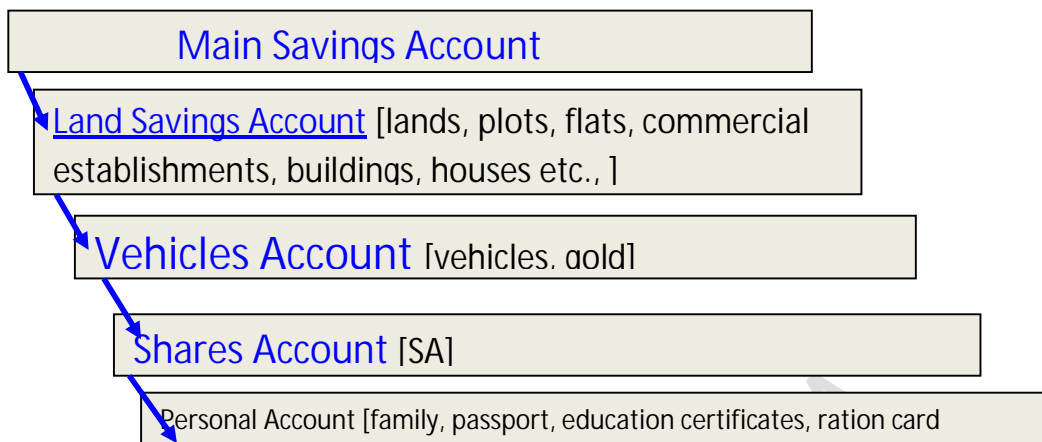 Main Savings Account
Land Savings Account [lands, plots, flats, commercial
establishments, buildings, houses etc., ]
Vehicles Account [vehicles, gold]
Shares Account [SA]
Personal Account [family, passport, education certificates, ration card